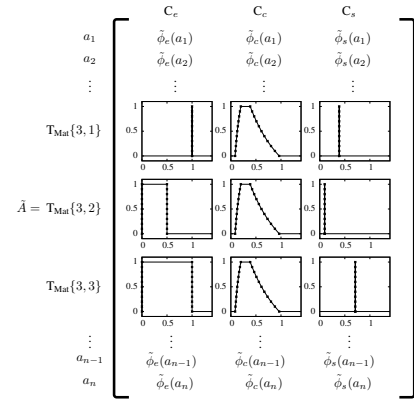 C_e C_c C_s
a_1 ϕ̃_e(a_1) ϕ̃_c(a_1) ϕ̃_s(a_1)
a_2 ϕ̃_e(a_2) ϕ̃_c(a_2) ϕ̃_s(a_2)
⋮ ⋮ ⋮ ⋮
1 1 1
T_Mat{3, 1} 0.5 0.5 0.5
0 0 0
0 0.5 1 0 0.5 1 0 0.5 1
1 1 1
Ã = T_Mat{3, 2} 0.5 0.5 0.5
0 0 0
0 0.5 1 0 0.5 1 0 0.5 1
1 1 1
T_Mat{3, 3} 0.5 0.5 0.5
0 0 0
0 0.5 1 0 0.5 1 0 0.5 1
⋮ ⋮ ⋮ ⋮
a_{n−1} ϕ̃_e(a_{n−1}) ϕ̃_c(a_{n−1}) ϕ̃_s(a_{n−1})
a_n ϕ̃_e(a_n) ϕ̃_c(a_n) ϕ̃_s(a_n)